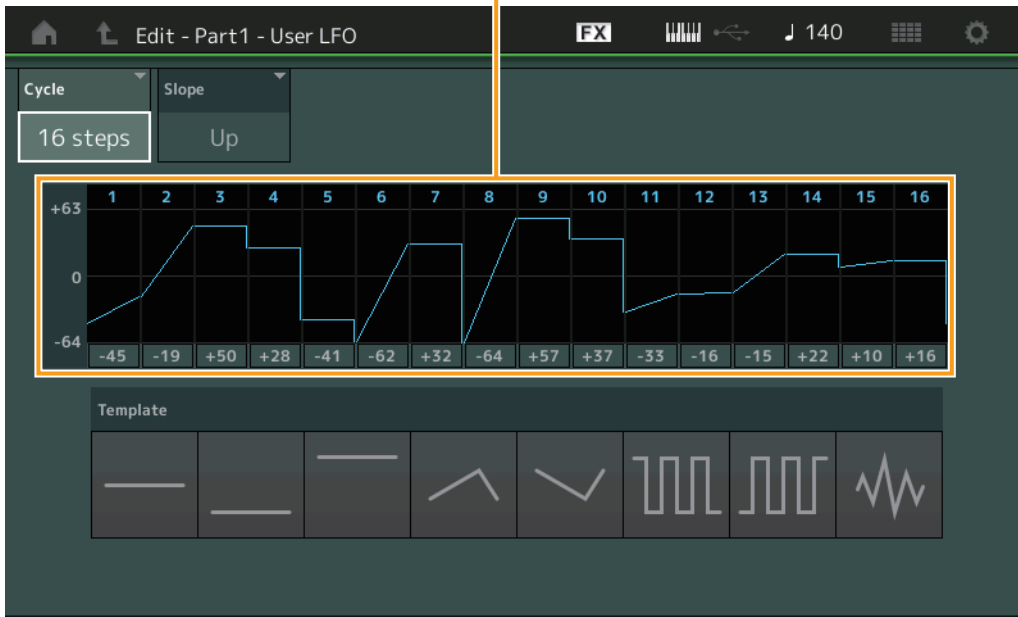 Edit - Part1 - User LFO FX 140
Cycle Slope
16 steps Up
1 2 3 4 5 6 7 8 9 10 11 12 13 14 15 16
+63
0
-64
-45 -19 +50 +28 -41 -62 +32 -64 +57 +37 -33 -16 -15 +22 +10 +16
Template